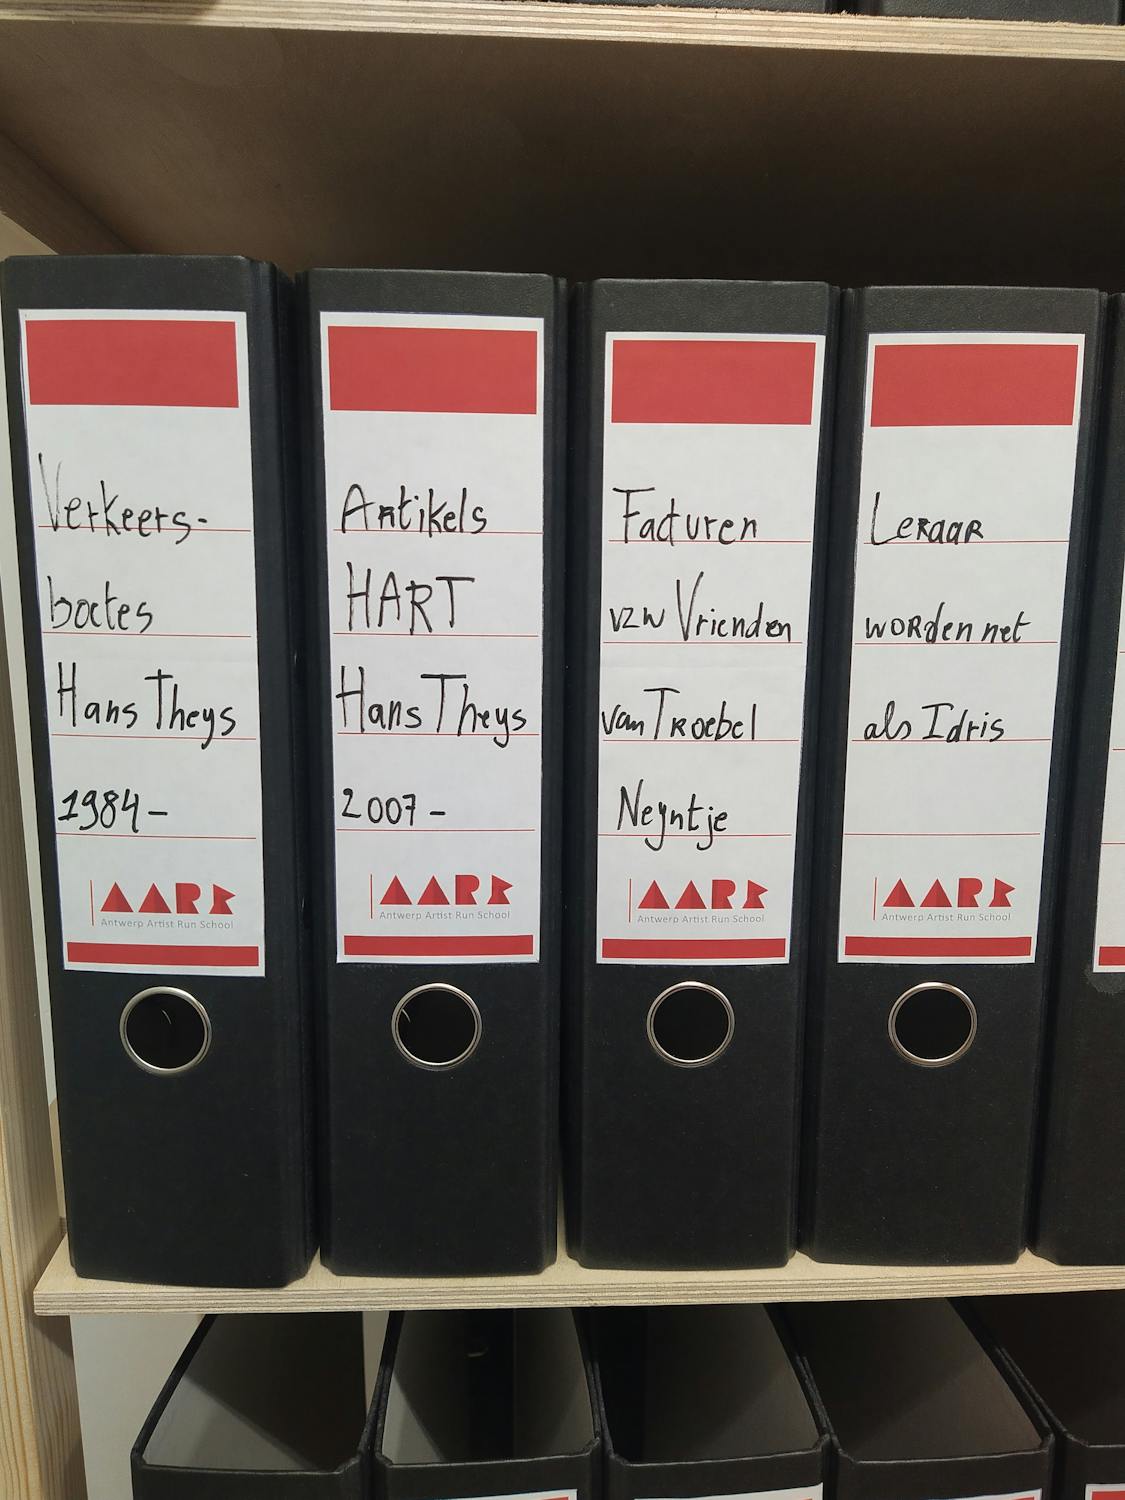 Verkeers-
boetes
Hans Theys
1984-
AARS
Antwerp Artist Run School
Artikels
HART
Hans Theys
2007-
AARS
Antwerp Artist Run School
Facturen
vzw Vrienden
van Troebel
Neyntje
AARS
Antwerp Artist Run School
Leraar
worden net
als Idris
AARS
Antwerp Artist Run School